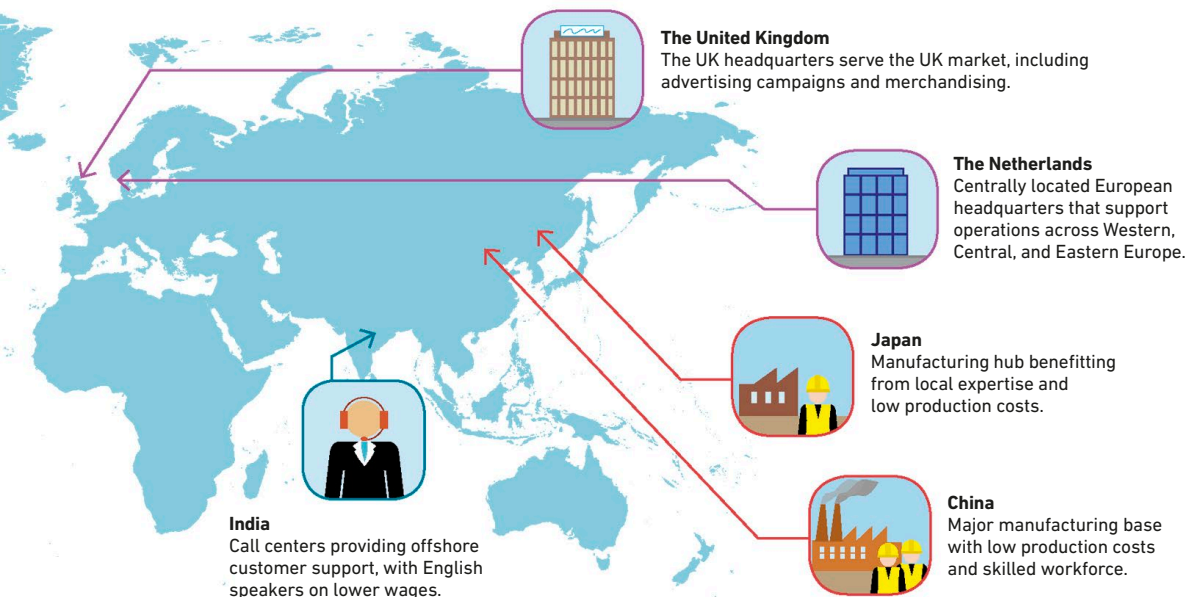 The United Kingdom
The UK headquarters serve the UK market, including
advertising campaigns and merchandising.
The Netherlands
Centrally located European
headquarters that support
operations across Western,
Central, and Eastern Europe.
Japan
Manufacturing hub benefitting
from local expertise and
low production costs.
China
Major manufacturing base
with low production costs
and skilled workforce.
India
Call centers providing offshore
customer support, with English
speakers on lower wages.